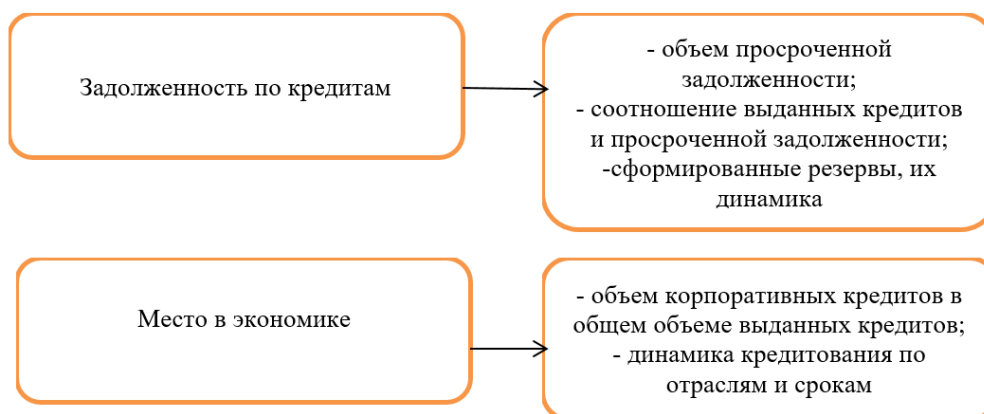 Задолженность по кредитам
- объем просроченной
задолженности;
- соотношение выданных кредитов
и просроченной задолженности;
-сформированные резервы, их
динамика
Место в экономике
- объем корпоративных кредитов в
общем объеме выданных кредитов;
- динамика кредитования по
отраслям и срокам